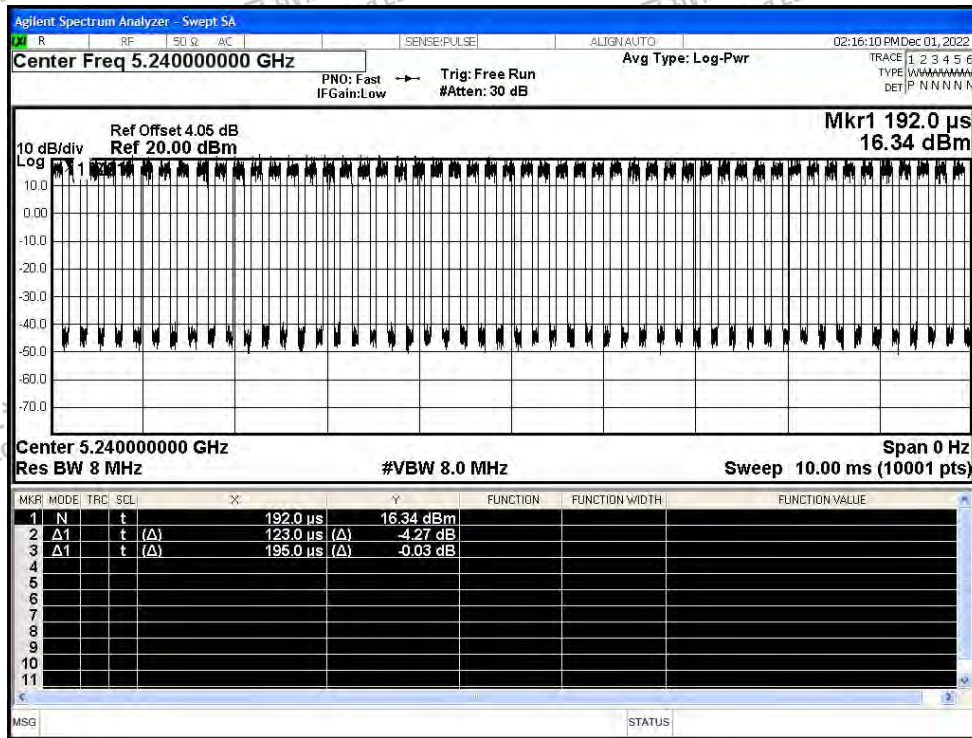 Agilent Spectrum Analyzer - Swept SA
LXI R RF 50 Ω AC SENSE:PULSE ALIGN AUTO 02:16:10 PM Dec 01, 2022
Center Freq 5.240000000 GHz Avg Type: Log-Pwr TRACE 1 2 3 4 5 6
PNO: Fast Trig: Free Run TYPE
IFGain:Low #Atten: 30 dB DET P N N N N N
Mkr1 192.0 µs
16.34 dBm
Ref Offset 4.05 dB
10 dB/div Ref 20.00 dBm
Log
1
10.0
0.00
-10.0
-20.0
-30.0
-40.0
-50.0
-60.0
-70.0
Center 5.240000000 GHz Span 0 Hz
Res BW 8 MHz #VBW 8.0 MHz Sweep 10.00 ms (10001 pts)
MKR MODE TRC SCL X Y FUNCTION FUNCTION WIDTH FUNCTION VALUE
1 N t 192.0 µs 16.34 dBm
2 Δ1 t (Δ) 123.0 µs (Δ) -4.27 dB
3 Δ1 t (Δ) 195.0 µs (Δ) -0.03 dB
4
5
6
7
8
9
10
11
MSG STATUS